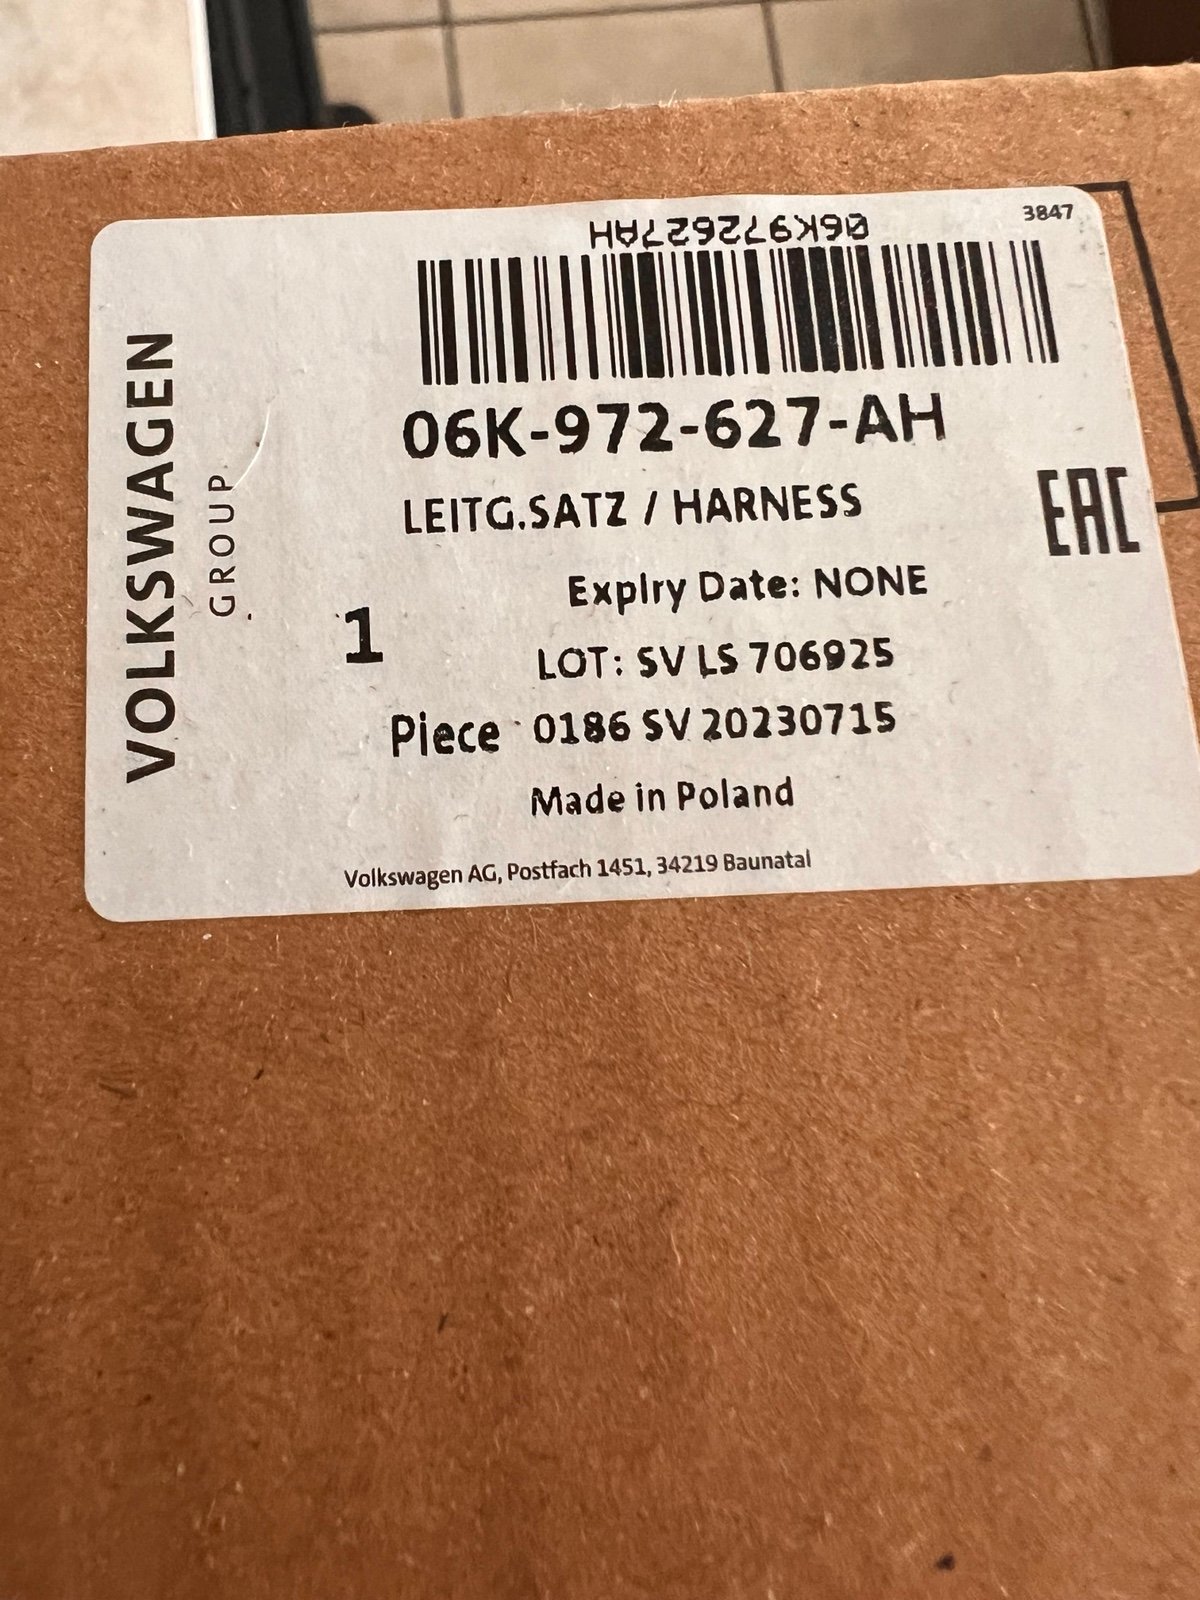 06K972627AH
3847
VOLKSWAGEN
GROUP
06K-972-627-AH
LEITG.SATZ / HARNESS
EAC
Expiry Date: NONE
1
LOT: SV LS 706925
Piece 0186 SV 20230715
Made in Poland
Volkswagen AG, Postfach 1451, 34219 Baunatal